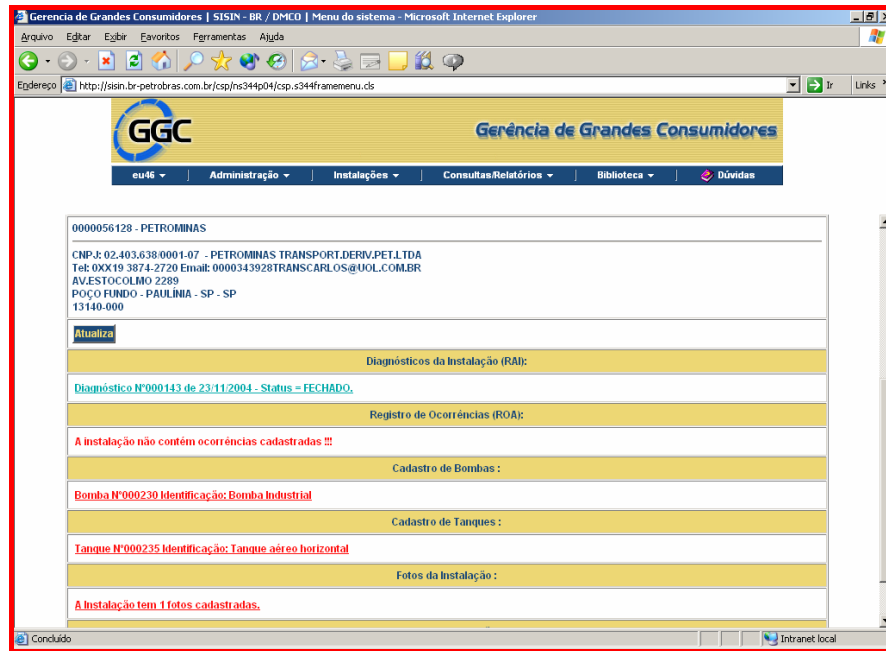 Gerencia de Grandes Consumidores | SISIN - BR / DMCO | Menu do sistema - Microsoft Internet Explorer
Arquivo Editar Exibir Favoritos Ferramentas Ajuda
Endereço http://sisin.br-petrobras.com.br/csp/ns344p04/csp.s344framemenu.cls Ir Links »
GGC Gerência de Grandes Consumidores
eu46 | Administração | Instalações | Consultas/Relatórios | Biblioteca | Dúvidas
0000056128 - PETROMINAS
CNPJ: 02.403.638/0001-07 - PETROMINAS TRANSPORT.DERIV.PET.LTDA
Tel: 0XX19 3874-2720 Email: 0000343928TRANSCARLOS@UOL.COM.BR
AV.ESTOCOLMO 2289
POÇO FUNDO - PAULÍNIA - SP - SP
13140-000
Atualiza
Diagnósticos da Instalação (RAI):
Diagnóstico Nº000143 de 23/11/2004 - Status = FECHADO.
Registro de Ocorrências (ROA):
A instalação não contém ocorrências cadastradas !!!
Cadastro de Bombas :
Bomba Nº000230 Identificação: Bomba Industrial
Cadastro de Tanques :
Tanque Nº000235 Identificação: Tanque aéreo horizontal
Fotos da Instalação :
A Instalação tem 1 fotos cadastradas.
Concluído Intranet local